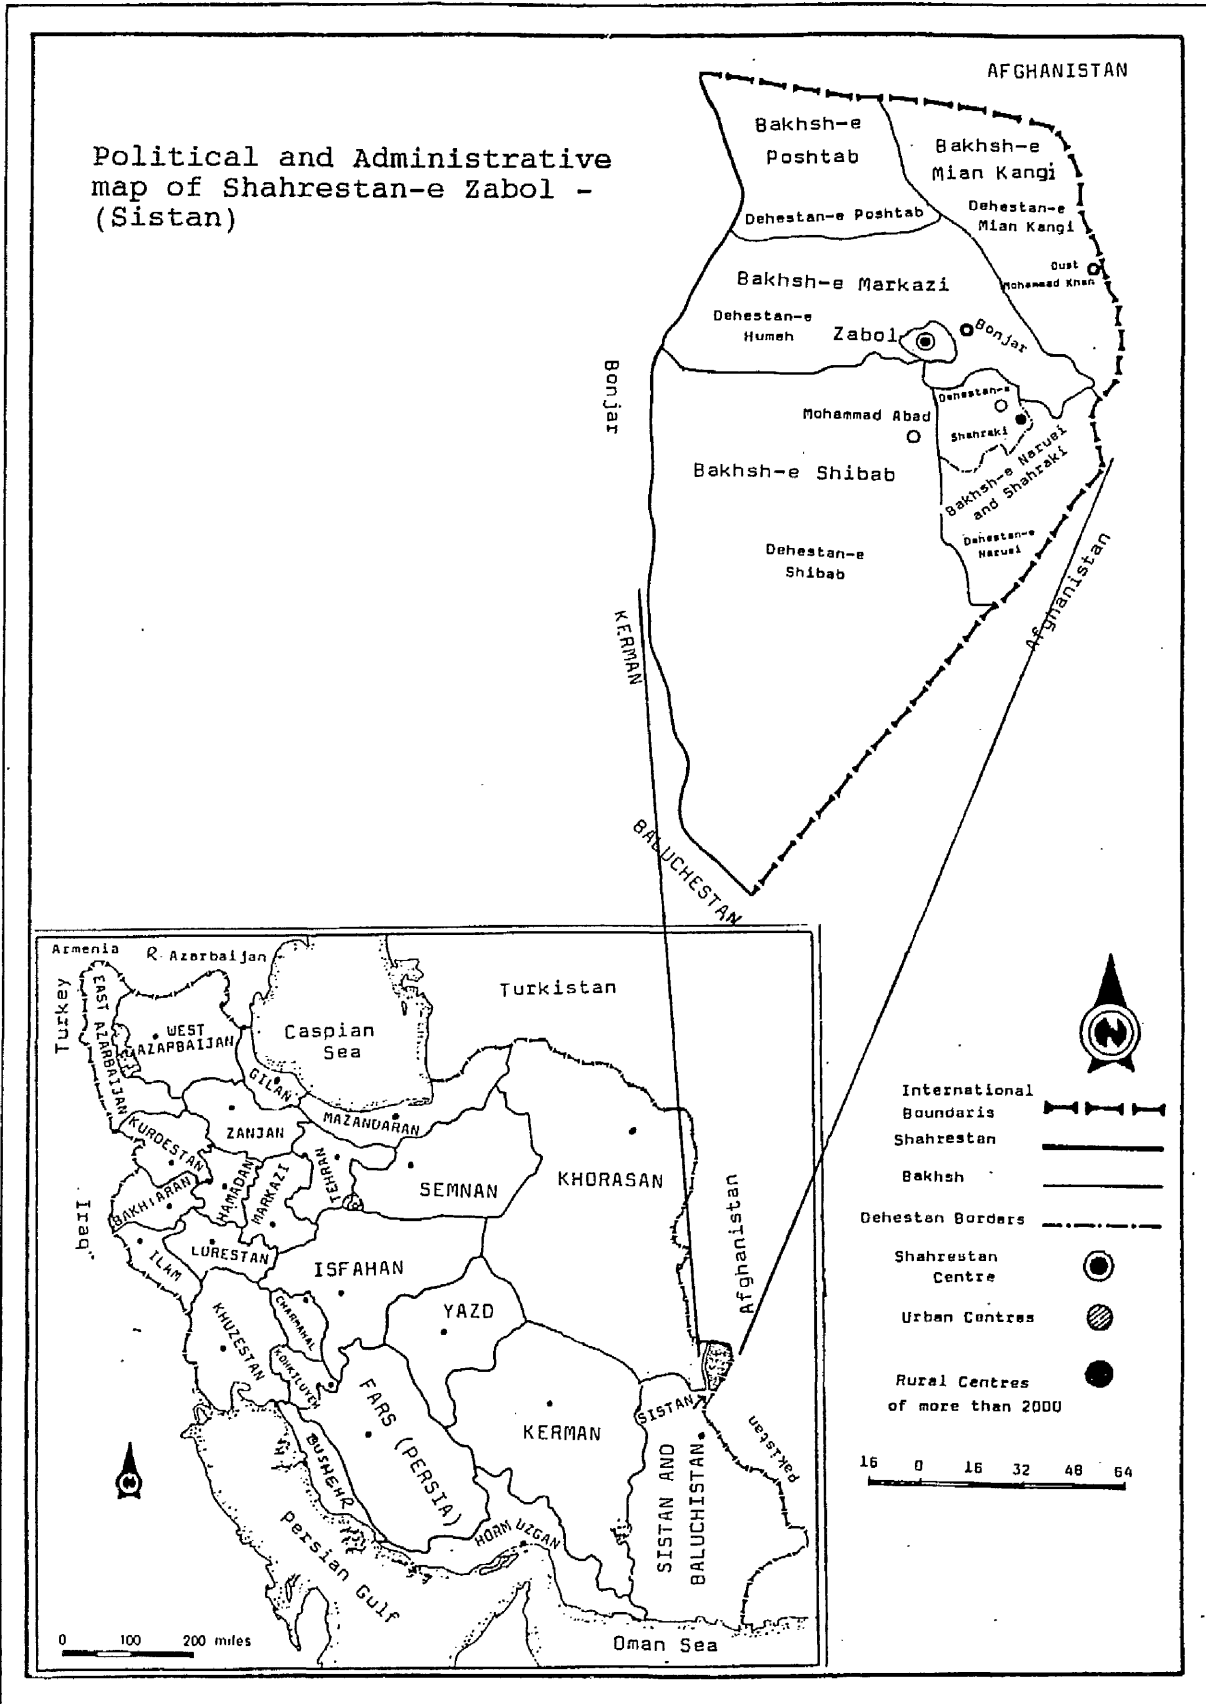 AFGHANISTAN
Political and Administrative
map of Shahrestan-e Zabol -
(Sistan)
Bakhsh-e
Poshtab
Bakhsh-e
Mian Kangi
Dehestan-e
Mian Kangi
Dehestan-e Poshtab
Dust
Mohammad Khan
Bakhsh-e Markazi
Dehestan-e
Humeh
Zabol
Bonjar
Bonjar
Dehestan-e
Shahraki
Mohammad Abad
Bakhsh-e Naruei
and Shahraki
Bakhsh-e Shibab
Dehestan-e
Naruei
Dehestan-e
Shibab
Afghanistan
KERMAN
BALUCHESTAN
Armenia
R. Azarbaijan
Turkey
EAST AZARBAIJAN
WEST
AZAPBAIJAN
Caspian
Sea
Turkistan
GILAN
MAZANDARAN
ZANJAN
KURDESTAN
HAMADAN
MARKAZI
TEHRAN
SEMNAN
KHORASAN
BAKHIARAN
Iraq
ILAM
LURESTAN
ISFAHAN
Afghanistan
YAZD
CHARMAHAL
KHUZESTAN
KOHKILUYEH
FARS (PERSIA)
KERMAN
SISTAN
SISTAN AND
BALUCHISTAN
pakistan
BUSHEHR
HORM UZGAN
Persian Gulf
Oman Sea
N
0 100 200 miles
N
International
Boundaris
Shahrestan
Bakhsh
Dehestan Borders
Shahrestan
Centre
Urban Centres
Rural Centres
of more than 2000
16 0 16 32 48 64